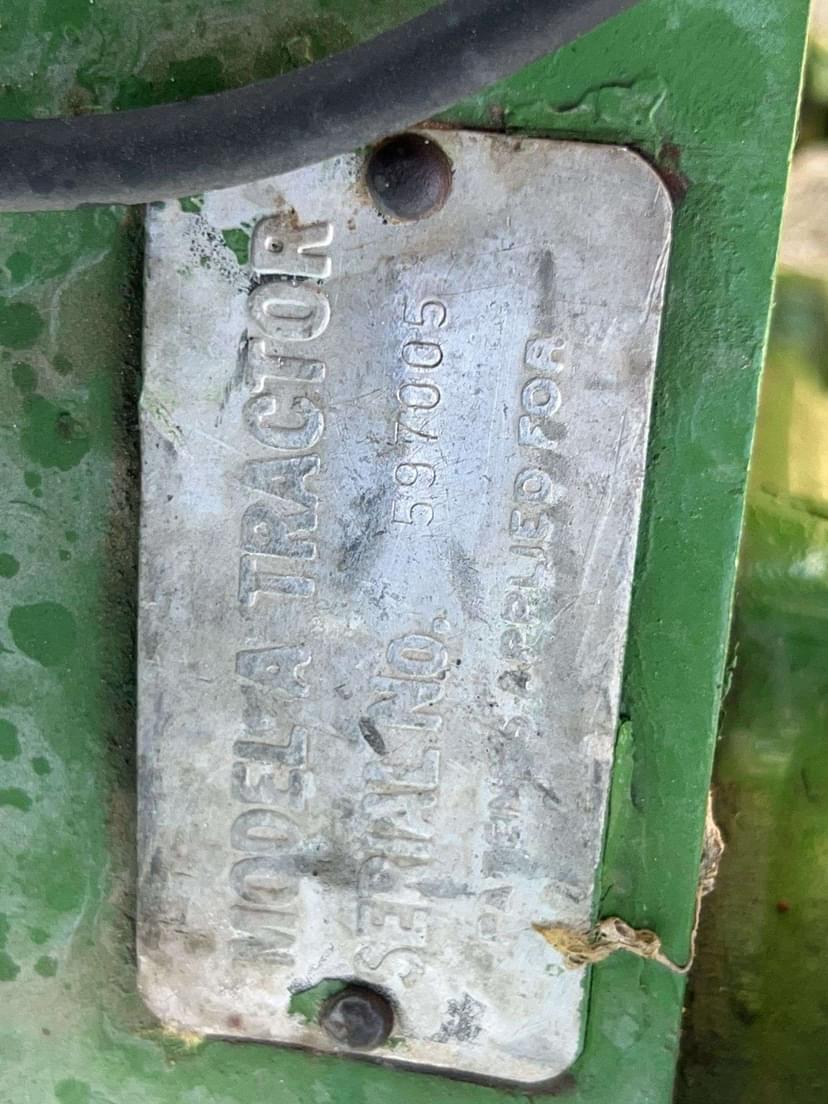 MODEL A TRACTOR
SERIAL NO. 597005
PATENTS APPLIED FOR